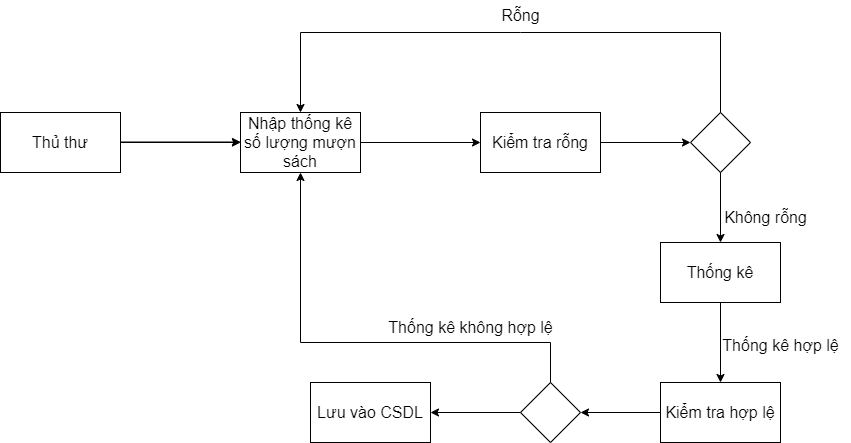 Rỗng
Thủ thư
Nhập thống kê
số lượng mượn
sách
Kiểm tra rỗng
Không rỗng
Thống kê
Thống kê không hợp lệ
Thống kê hợp lệ
Lưu vào CSDL
Kiểm tra hợp lệ